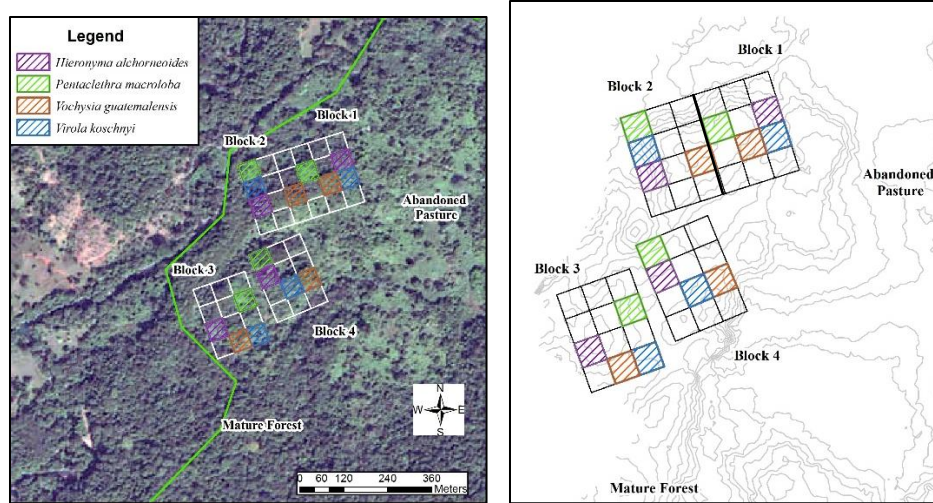 Legend
Hieronyma alchorneoides
Pentaclethra macroloba
Vochysia guatemalensis
Virola koschnyi
Block 1
Block 2
Abandoned
Pasture
Block 3
Block 4
N
W E
S
Mature Forest
0 60 120 240 360
Meters
Block 1
Block 2
Abandoned
Pasture
Block 3
Block 4
Mature Forest